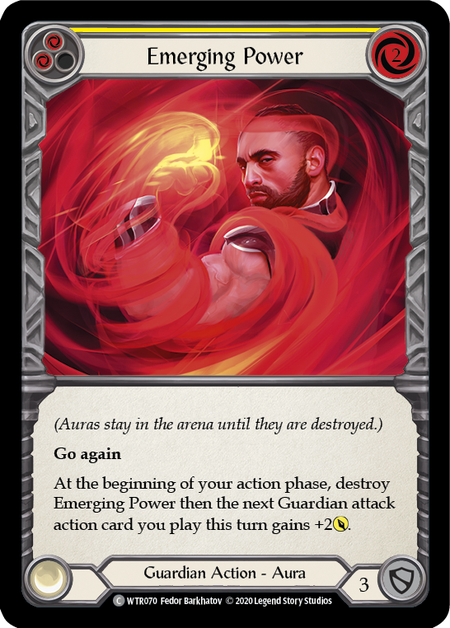 Emerging Power
2
(Auras stay in the arena until they are destroyed.)
Go again
At the beginning of your action phase, destroy
Emerging Power then the next Guardian attack
action card you play this turn gains +2.
Guardian Action - Aura
3
C WTR070 Fedor Barkhatov © 2020 Legend Story Studios